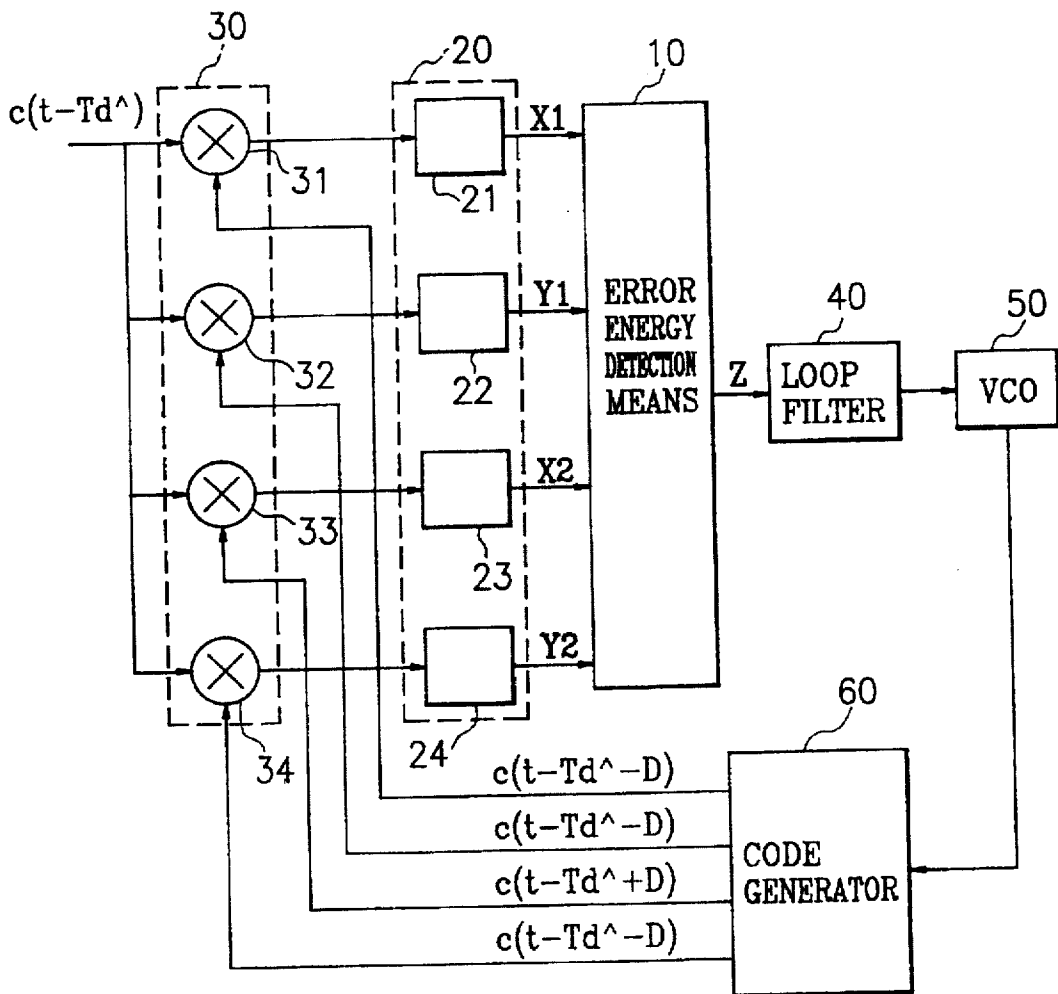 30
20
10
c(t-Td^)
X1
31
21
Y1
ERROR
ENERGY
DETECTION
MEANS
40
50
32
22
Z
LOOP
FILTER
VCO
X2
33
23
Y2
60
34
24
c(t-Td^-D)
c(t-Td^-D)
c(t-Td^+D)
c(t-Td^-D)
CODE
GENERATOR